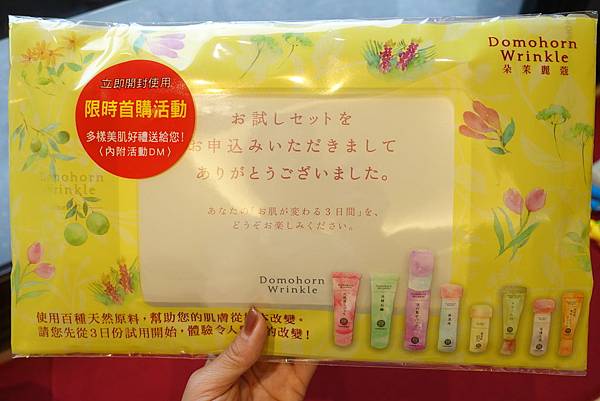 Domohorn
Wrinkle
朵茉麗蔻
立即開封使用
限時首購活動
多樣美肌好禮送給您！
〈內附活動DM〉
お試しセットを
お申込みいただきまして
ありがとうございました。
あなたの「お肌が変わる3日間」を、
どうぞお楽しみください。
Domohorn
Wrinkle
Domohorn
Wrinkle
使用百種天然原料，幫助您的肌膚從
改變。
請您先從3日份試用開始，體驗令人
的改變！